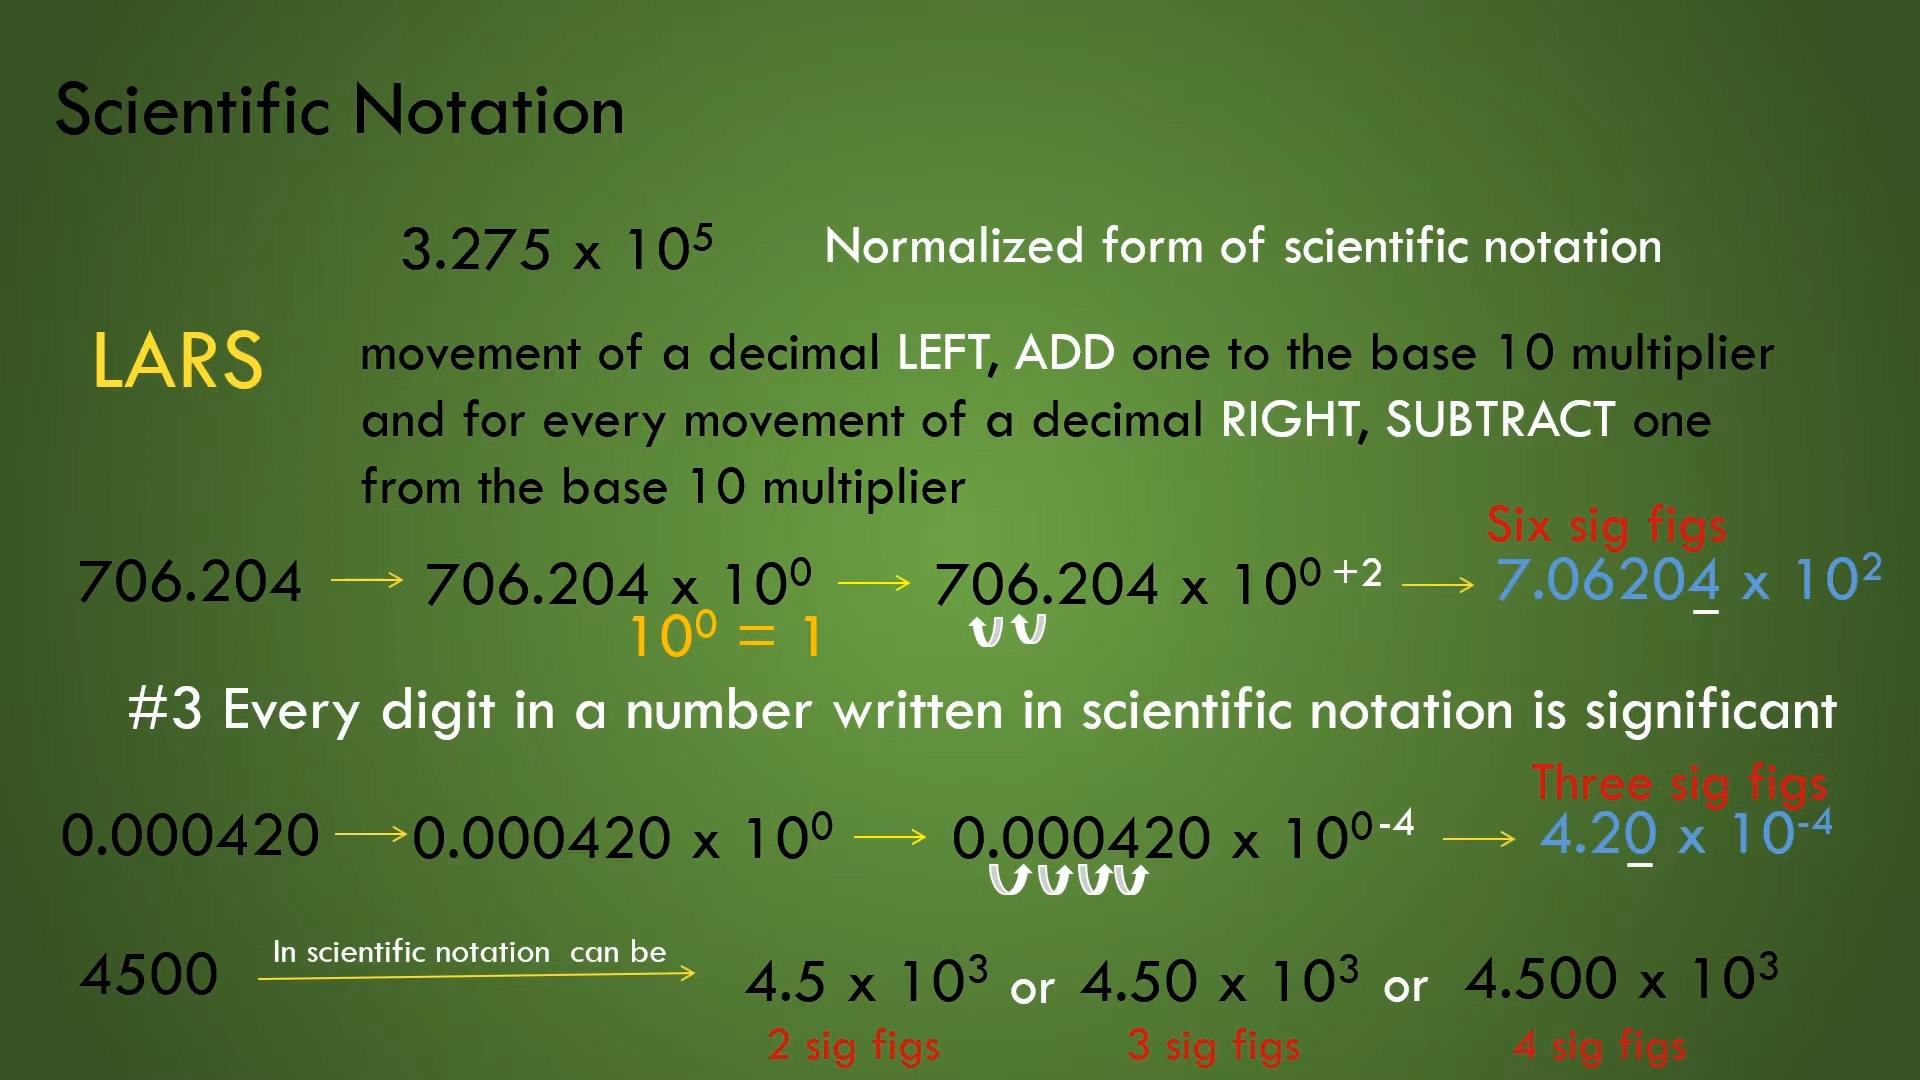 Scientific Notation
3.275 x 10⁵ Normalized form of scientific notation
LARS
movement of a decimal LEFT, ADD one to the base 10 multiplier
and for every movement of a decimal RIGHT, SUBTRACT one
from the base 10 multiplier
Six sig figs
706.204 → 706.204 x 10⁰ → 706.204 x 10⁰ ⁺² → 7.06204 x 10²
10⁰ = 1
#3 Every digit in a number written in scientific notation is significant
Three sig figs
0.000420 → 0.000420 x 10⁰ → 0.000420 x 10⁰ ⁻⁴ → 4.20 x 10⁻⁴
4500 In scientific notation can be 4.5 x 10³ or 4.50 x 10³ or 4.500 x 10³
2 sig figs 3 sig figs 4 sig figs